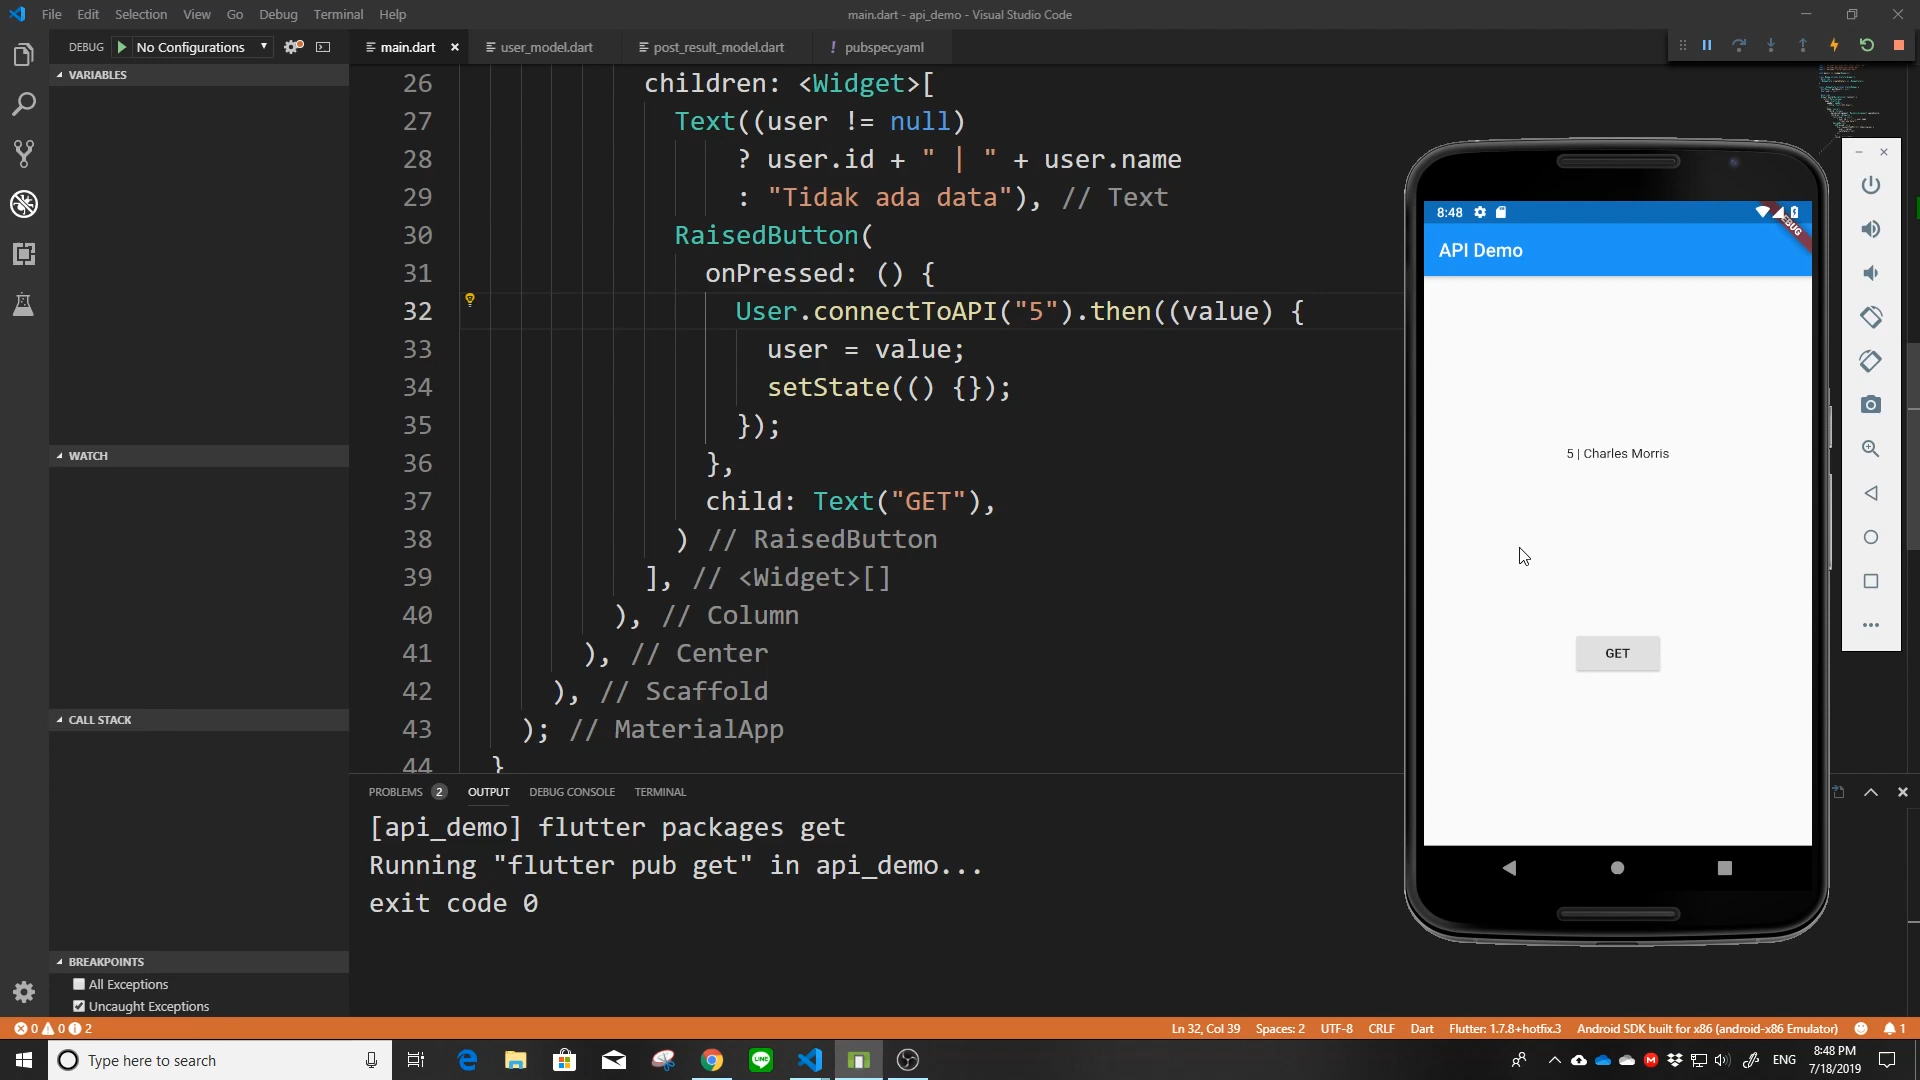 File Edit Selection View Go Debug Terminal Help
main.dart - api_demo - Visual Studio Code
DEBUG No Configurations
main.dart user_model.dart post_result_model.dart ! pubspec.yaml
VARIABLES
WATCH
CALL STACK
BREAKPOINTS
All Exceptions
Uncaught Exceptions
26 children: <Widget>[
27 Text((user != null)
28 ? user.id + " | " + user.name
29 : "Tidak ada data"), // Text
30 RaisedButton(
31 onPressed: () {
32 User.connectToAPI("5").then((value) {
33 user = value;
34 setState(() {});
35 });
36 },
37 child: Text("GET"),
38 ) // RaisedButton
39 ], // <Widget>[]
40 ), // Column
41 ), // Center
42 ), // Scaffold
43 ); // MaterialApp
44 }
PROBLEMS 2 OUTPUT DEBUG CONSOLE TERMINAL
[api_demo] flutter packages get
Running "flutter pub get" in api_demo...
exit code 0
8:48
API Demo
5 | Charles Morris
GET
0 0 2
Ln 32, Col 39 Spaces: 2 UTF-8 CRLF Dart Flutter: 1.7.8+hotfix.3 Android SDK built for x86 (android-x86 Emulator) 1
Type here to search
LINE
ENG
8:48 PM
7/18/2019